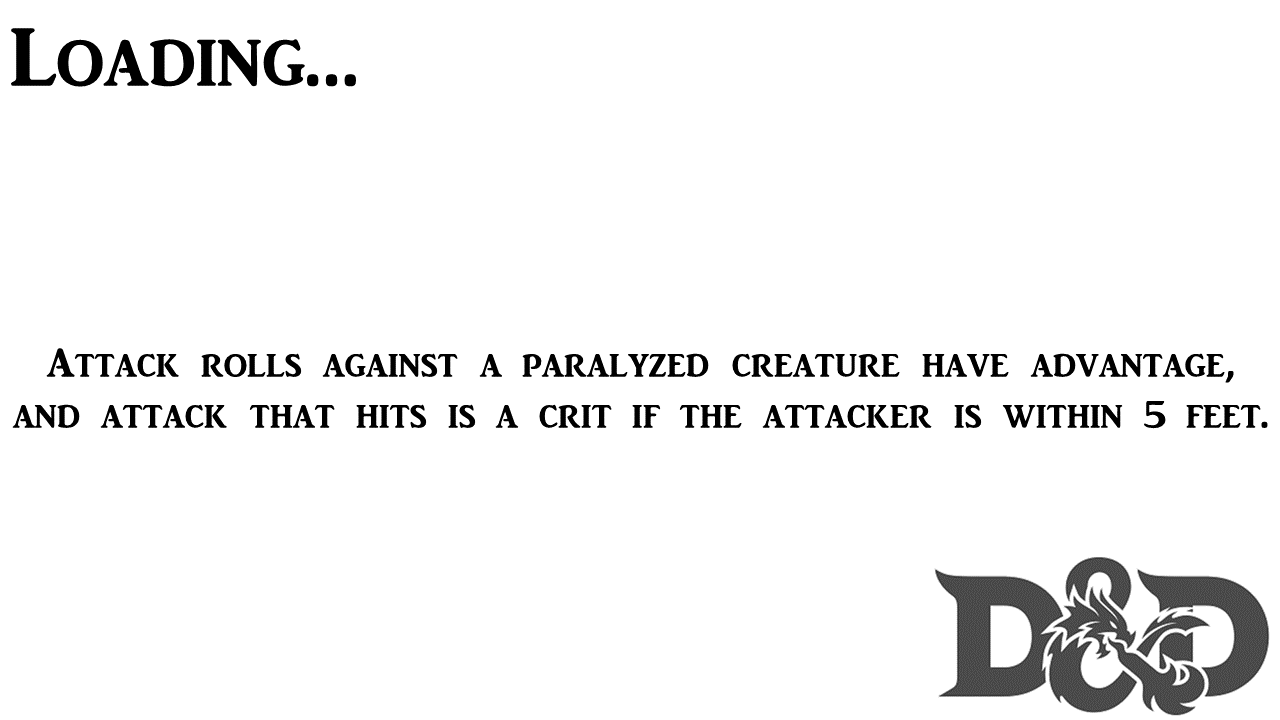 Loading...
Attack rolls against a paralyzed creature have advantage,
and attack that hits is a crit if the attacker is within 5 feet.
D&D